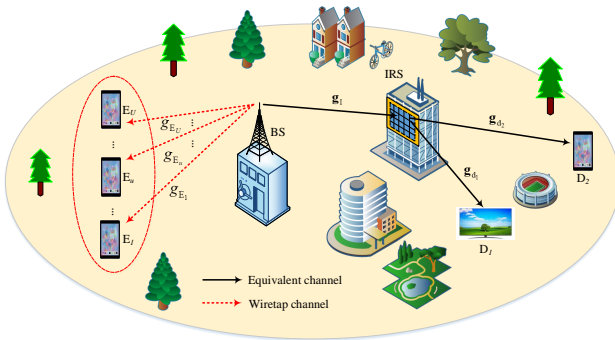 IRS
g_I
g_{d_2}
E_U
g_{E_U}
BS
⋮
...
g_{E_u}
⋮
E_u
g_{d_1}
D_2
g_{E_1}
...
E_1
D_1
Equivalent channel
Wiretap channel